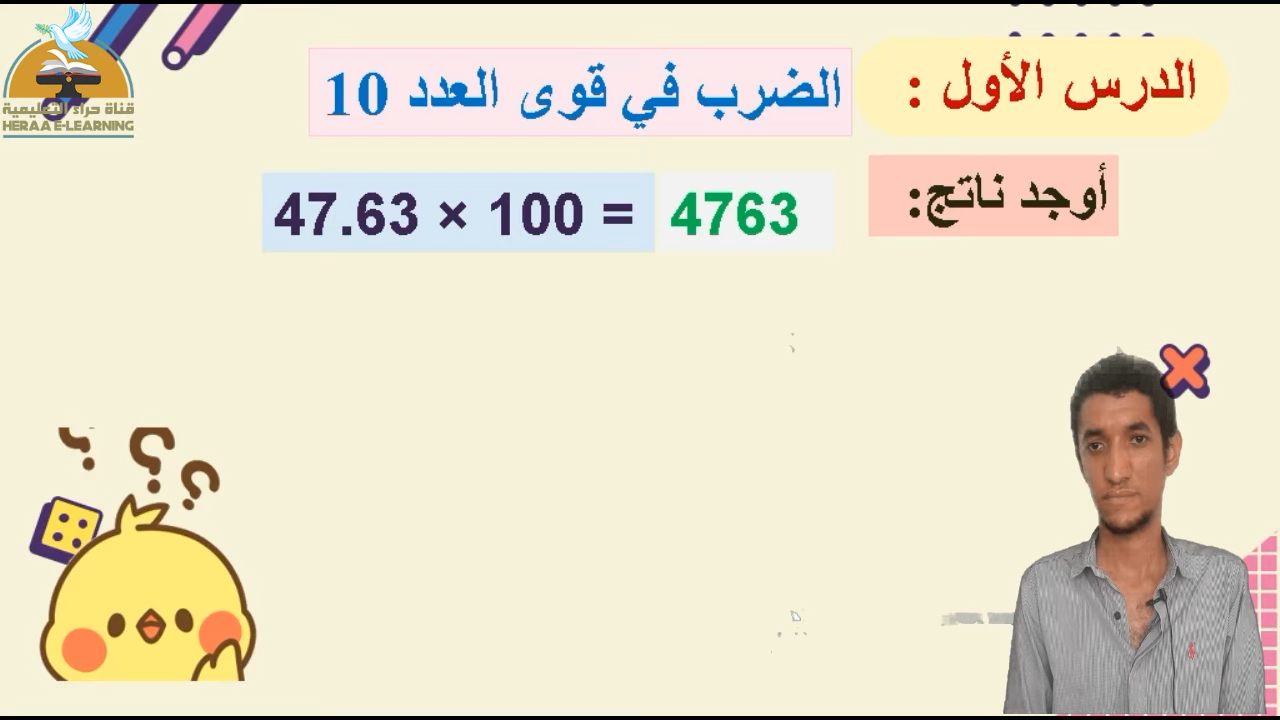 الدرس الأول :
الضرب في قوى العدد 10
أوجد ناتج:
47.63 × 100 = 4763
قناة حراء التعليمية
HERAA E-LEARNING